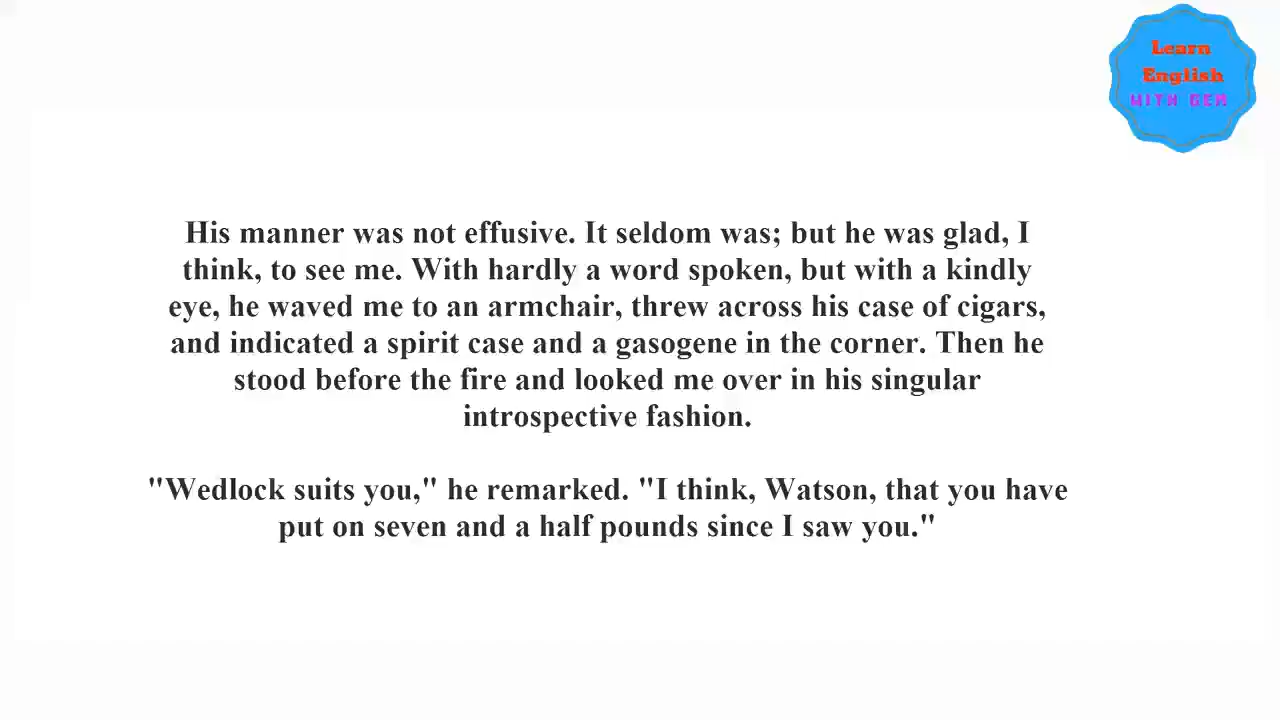 Learn
English
WITH GEM
His manner was not effusive. It seldom was; but he was glad, I
think, to see me. With hardly a word spoken, but with a kindly
eye, he waved me to an armchair, threw across his case of cigars,
and indicated a spirit case and a gasogene in the corner. Then he
stood before the fire and looked me over in his singular
introspective fashion.
"Wedlock suits you," he remarked. "I think, Watson, that you have
put on seven and a half pounds since I saw you."